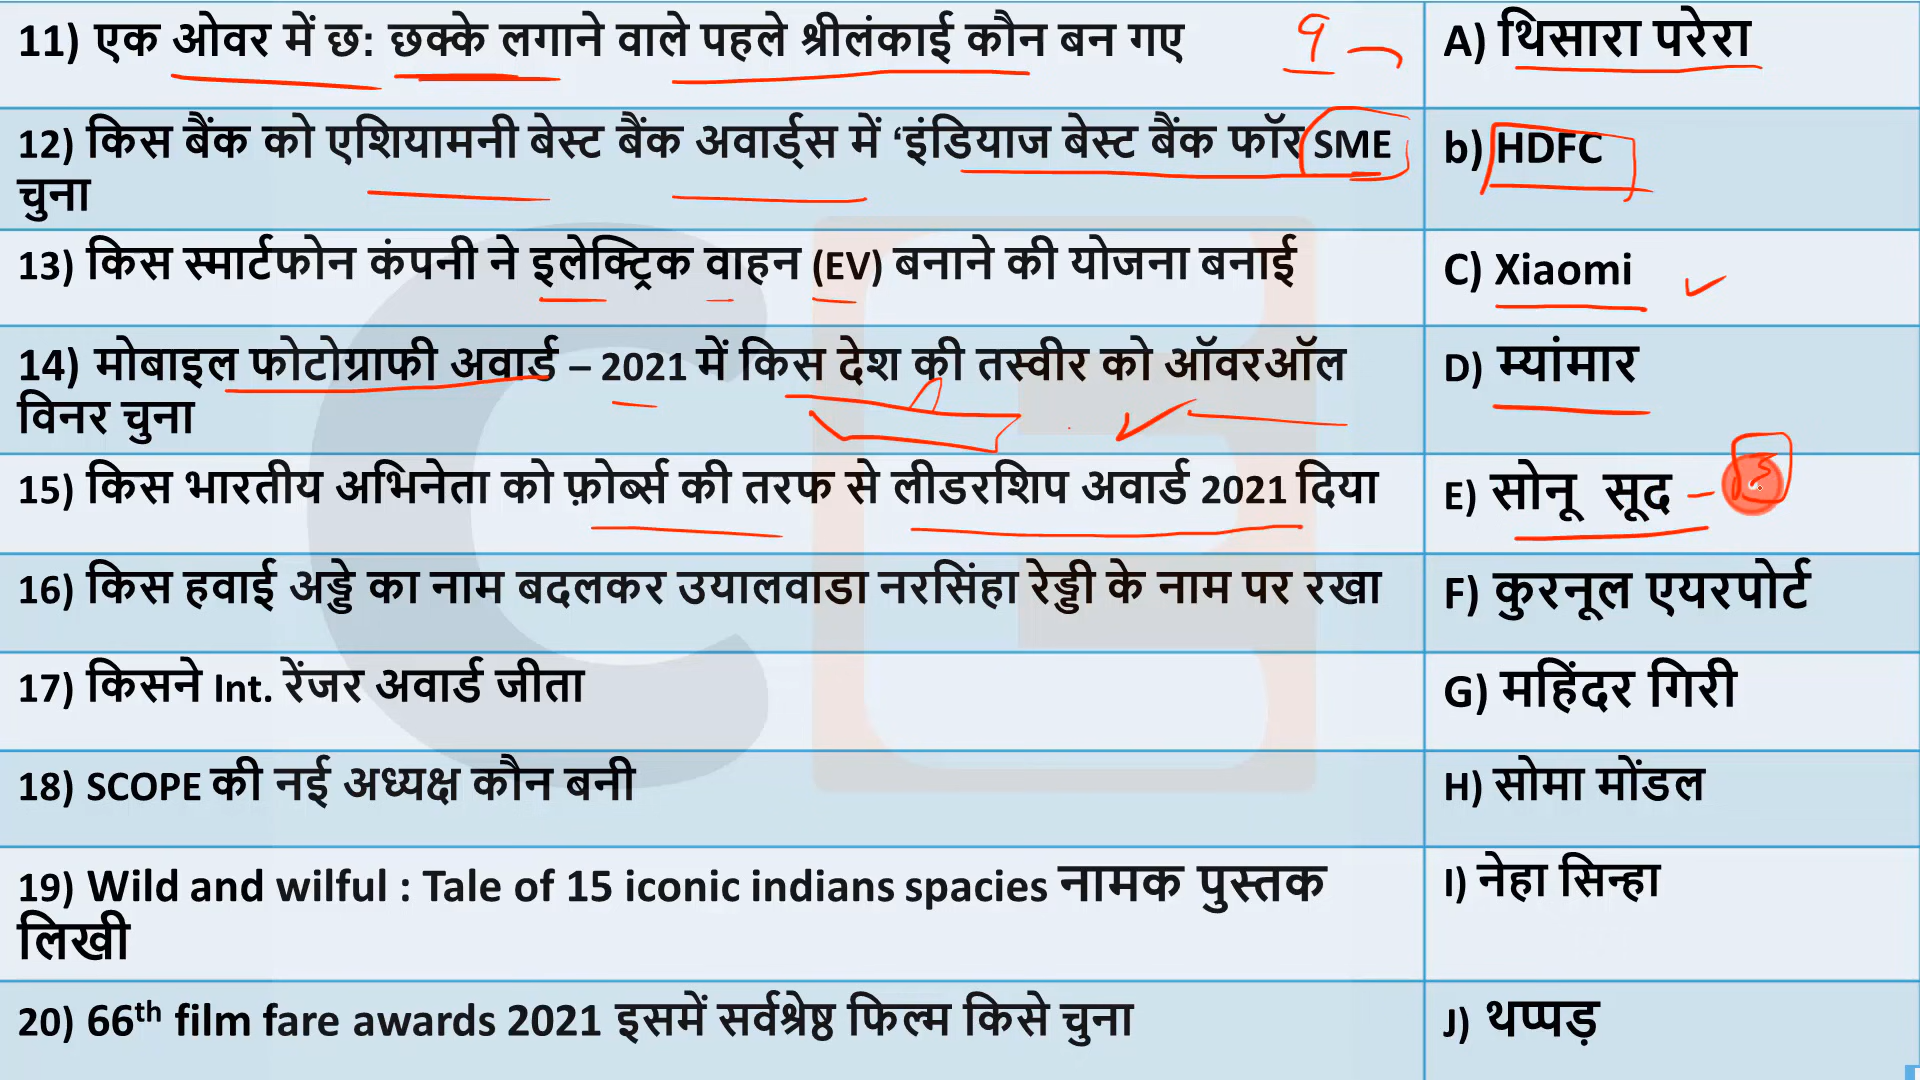 11) एक ओवर में छ: छक्के लगाने वाले पहले श्रीलंकाई कौन बन गए
9
A) थिसारा परेरा
12) किस बैंक को एशियामनी बेस्ट बैंक अवार्ड्स में ‘इंडियाज बेस्ट बैंक फॉर SME
चुना
b) HDFC
13) किस स्मार्टफोन कंपनी ने इलेक्ट्रिक वाहन (EV) बनाने की योजना बनाई
C) Xiaomi
14) मोबाइल फोटोग्राफी अवार्ड – 2021 में किस देश की तस्वीर को ऑवरऑल
विनर चुना
D) म्यांमार
15) किस भारतीय अभिनेता को फ़ोर्ब्स की तरफ से लीडरशिप अवार्ड 2021 दिया
E) सोनू सूद
16) किस हवाई अड्डे का नाम बदलकर उयालवाडा नरसिंहा रेड्डी के नाम पर रखा
F) कुरनूल एयरपोर्ट
17) किसने Int. रेंजर अवार्ड जीता
G) महिंदर गिरी
18) SCOPE की नई अध्यक्ष कौन बनी
H) सोमा मोंडल
19) Wild and wilful : Tale of 15 iconic indians spacies नामक पुस्तक
लिखी
I) नेहा सिन्हा
20) 66th film fare awards 2021 इसमें सर्वश्रेष्ठ फिल्म किसे चुना
J) थप्पड़